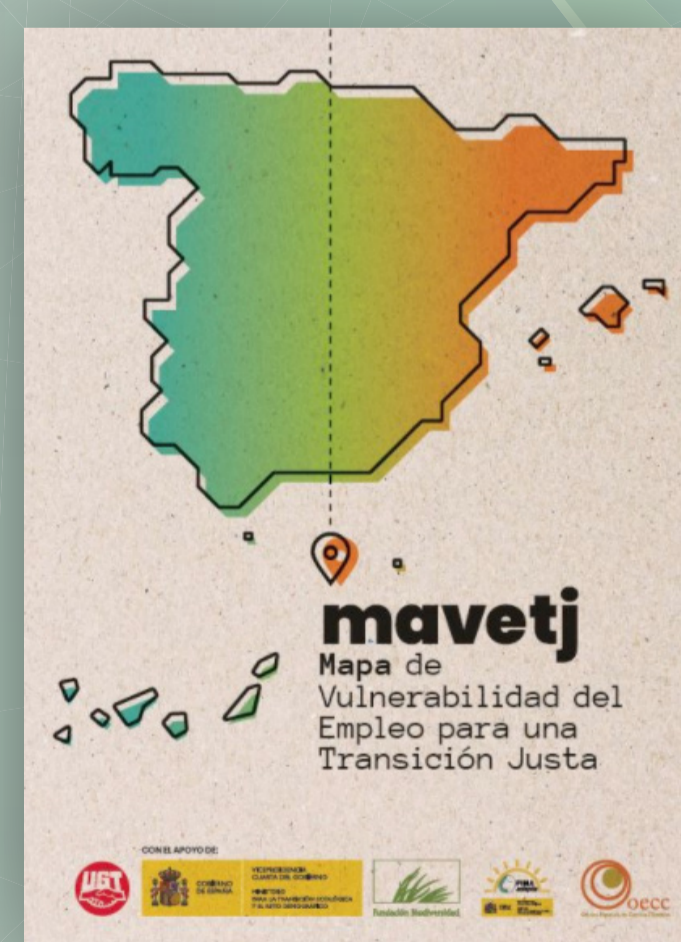 mavetj
Mapa de
Vulnerabilidad del
Empleo para una
Transición Justa
CON EL APOYO DE:
UGT
GOBIERNO
DE ESPAÑA
VICEPRESIDENCIA
CUARTA DEL GOBIERNO
MINISTERIO
PARA LA TRANSICIÓN ECOLÓGICA
Y EL RETO DEMOGRÁFICO
Fundación Biodiversidad
PIMA
oecc